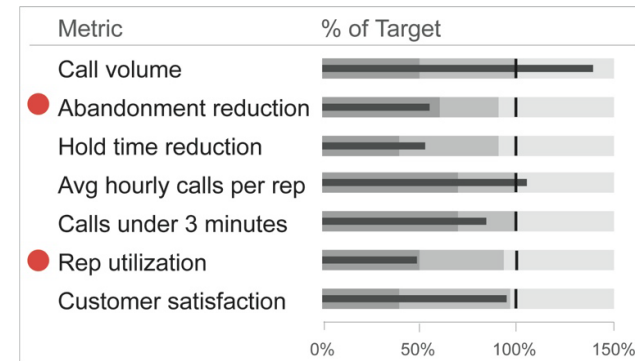 Metric % of Target
Call volume
Abandonment reduction
Hold time reduction
Avg hourly calls per rep
Calls under 3 minutes
Rep utilization
Customer satisfaction
0% 50% 100% 150%